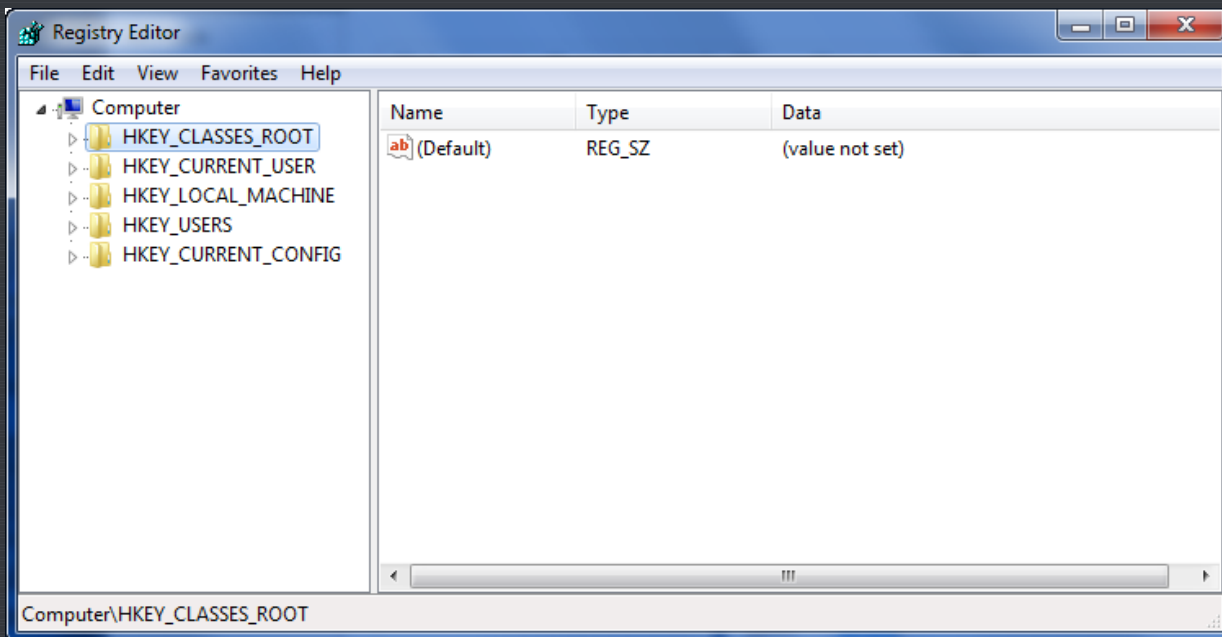 Registry Editor
File Edit View Favorites Help
Computer
HKEY_CLASSES_ROOT
HKEY_CURRENT_USER
HKEY_LOCAL_MACHINE
HKEY_USERS
HKEY_CURRENT_CONFIG
Name Type Data
ab (Default) REG_SZ (value not set)
Computer\HKEY_CLASSES_ROOT